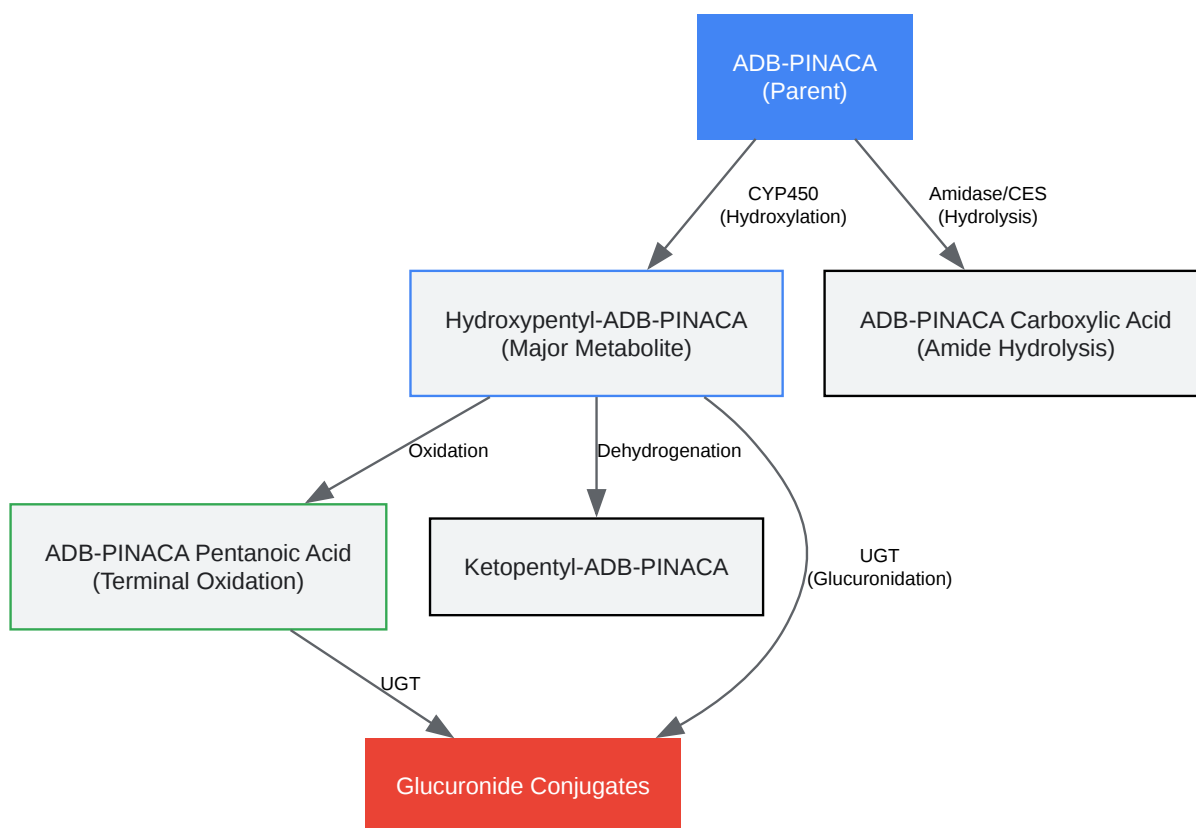 ADB-PINACA
(Parent)
CYP450
(Hydroxylation)
Amidase/CES
(Hydrolysis)
Hydroxypentyl-ADB-PINACA
(Major Metabolite)
ADB-PINACA Carboxylic Acid
(Amide Hydrolysis)
Oxidation
Dehydrogenation
UGT
(Glucuronidation)
ADB-PINACA Pentanoic Acid
(Terminal Oxidation)
Ketopentyl-ADB-PINACA
UGT
Glucuronide Conjugates